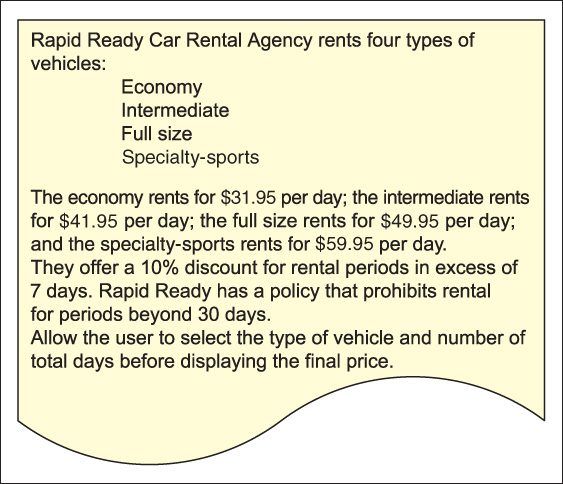 Rapid Ready Car Rental Agency rents four types of
vehicles:
Economy
Intermediate
Full size
Specialty-sports
The economy rents for $31.95 per day; the intermediate rents
for $41.95 per day; the full size rents for $49.95 per day;
and the specialty-sports rents for $59.95 per day.
They offer a 10% discount for rental periods in excess of
7 days. Rapid Ready has a policy that prohibits rental
for periods beyond 30 days.
Allow the user to select the type of vehicle and number of
total days before displaying the final price.